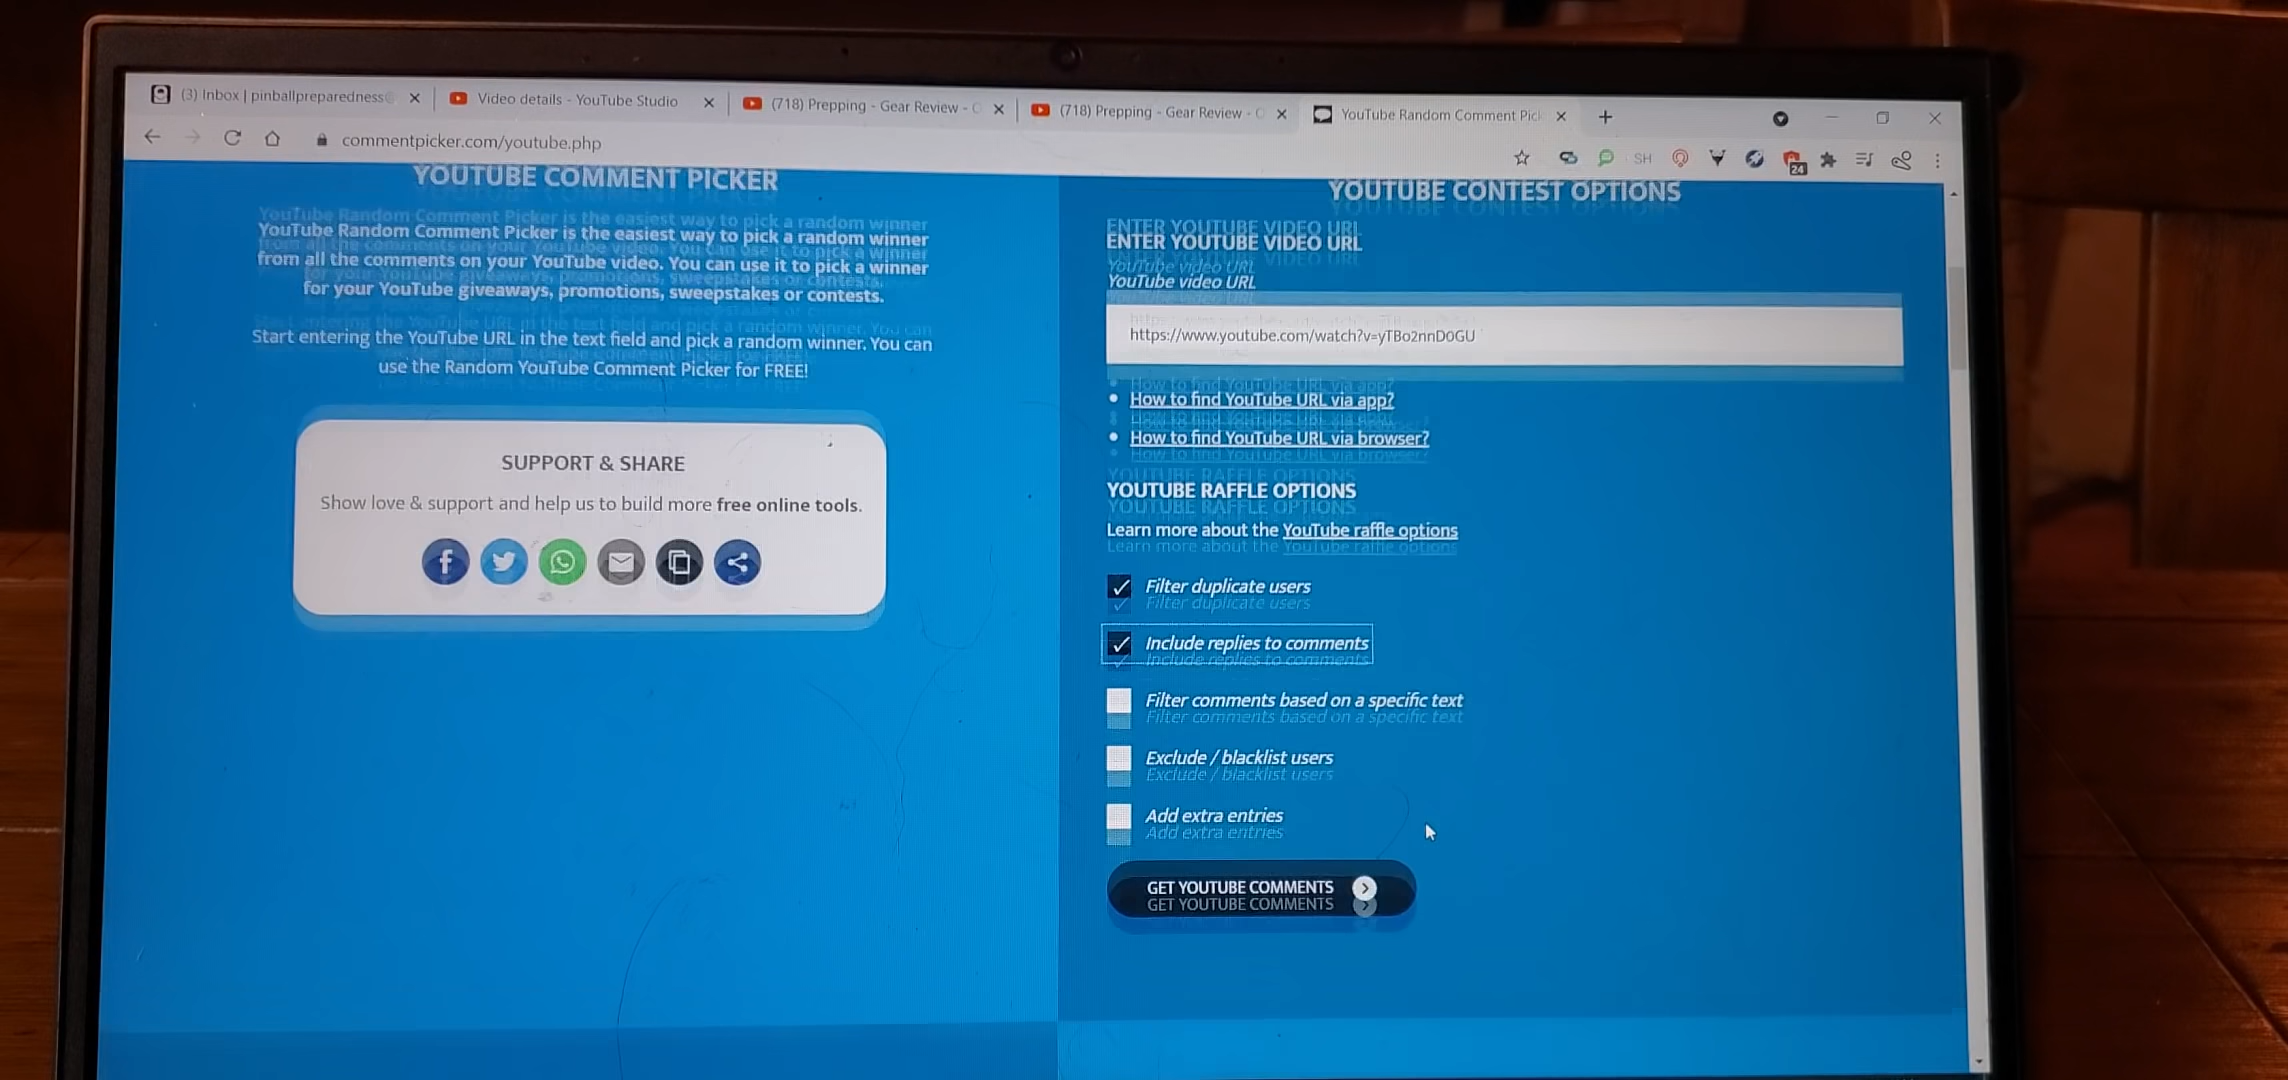 (3) Inbox | pinballpreparedness
Video details - YouTube Studio
(718) Prepping - Gear Review -
(718) Prepping - Gear Review -
YouTube Random Comment Pick
commentpicker.com/youtube.php
SH
24
YOUTUBE COMMENT PICKER
YouTube Random Comment Picker is the easiest way to pick a random winner
from all the comments on your YouTube video. You can use it to pick a winner
for your YouTube giveaways, promotions, sweepstakes or contests.
Start entering the YouTube URL in the text field and pick a random winner. You can
use the Random YouTube Comment Picker for FREE!
SUPPORT & SHARE
Show love & support and help us to build more free online tools.
YOUTUBE CONTEST OPTIONS
ENTER YOUTUBE VIDEO URL
YouTube video URL
https://www.youtube.com/watch?v=yTBo2nnD0GU
How to find YouTube URL via app?
How to find YouTube URL via browser?
YOUTUBE RAFFLE OPTIONS
Learn more about the YouTube raffle options
Filter duplicate users
Include replies to comments
Filter comments based on a specific text
Exclude / blacklist users
Add extra entries
GET YOUTUBE COMMENTS